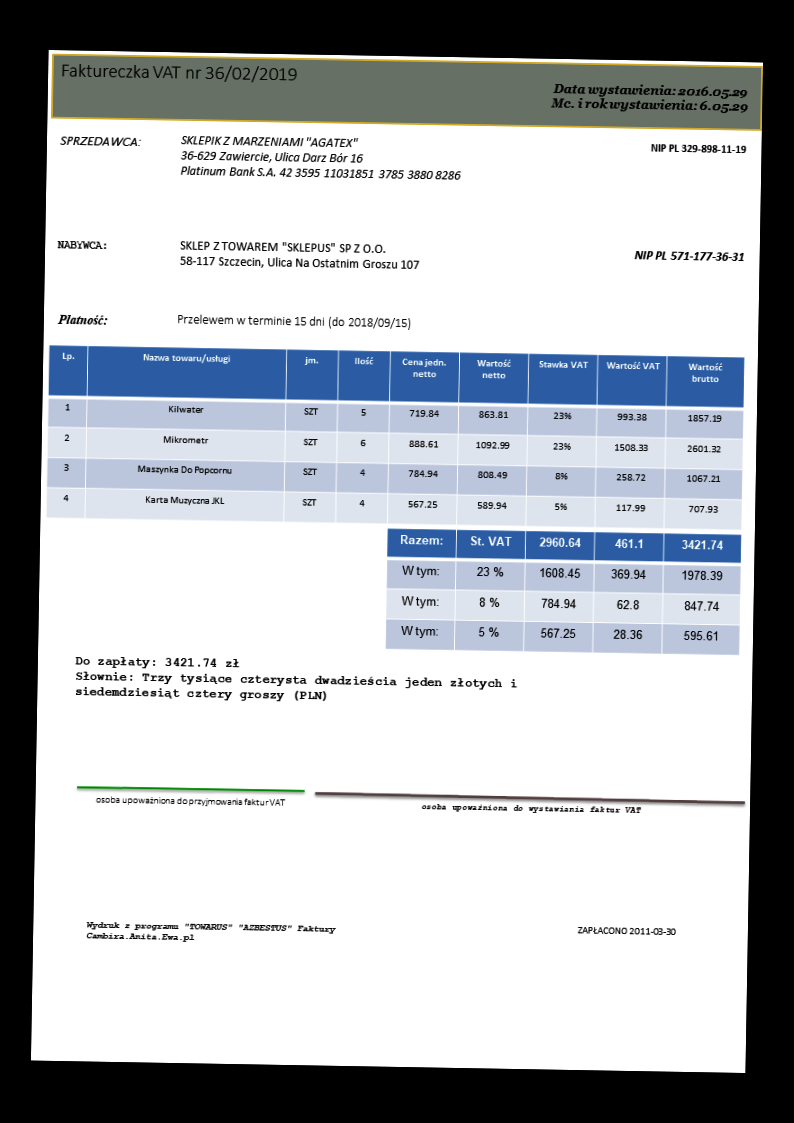 Faktureczka VAT nr 36/02/2019
Data wystawienia: 2016.05.29
Mc. i rok wystawienia: 6.05.29
SPRZEDAWCA: SKLEPIK Z MARZENIAMI "AGATEX" NIP PL 329-898-11-19
36-629 Zawiercie, Ulica Darz Bór 16
Platinum Bank S.A. 42 3595 11031851 3785 3880 8286
NABYWCA: SKLEP Z TOWAREM "SKLEPUS" SP Z O.O. NIP PL 571-177-36-31
58-117 Szczecin, Ulica Na Ostatnim Groszu 107
Płatność: Przelewem w terminie 15 dni (do 2018/09/15)
Lp. Nazwa towaru/usługi jm. Ilość Cena jedn. netto Wartość netto Stawka VAT Wartość VAT Wartość brutto
1 Kilwater SZT 5 719.84 863.81 23% 993.38 1857.19
2 Mikrometr SZT 6 888.61 1092.99 23% 1508.33 2601.32
3 Maszynka Do Popcornu SZT 4 784.94 808.49 8% 258.72 1067.21
4 Karta Muzyczna JKL SZT 4 567.25 589.94 5% 117.99 707.93
Razem: St. VAT 2960.64 461.1 3421.74
W tym: 23 % 1608.45 369.94 1978.39
W tym: 8 % 784.94 62.8 847.74
W tym: 5 % 567.25 28.36 595.61
Do zapłaty: 3421.74 zł
Słownie: Trzy tysiące czterysta dwadzieścia jeden złotych i
siedemdziesiąt cztery groszy (PLN)
osoba upoważniona do przyjmowania faktur VAT
osoba upoważniona do wystawiania faktur VAT
Wydruk z programu "TOWARUS" "AZBESTUS" Faktury
Cambira.Anita.Ewa.pl
ZAPŁACONO 2011-03-30